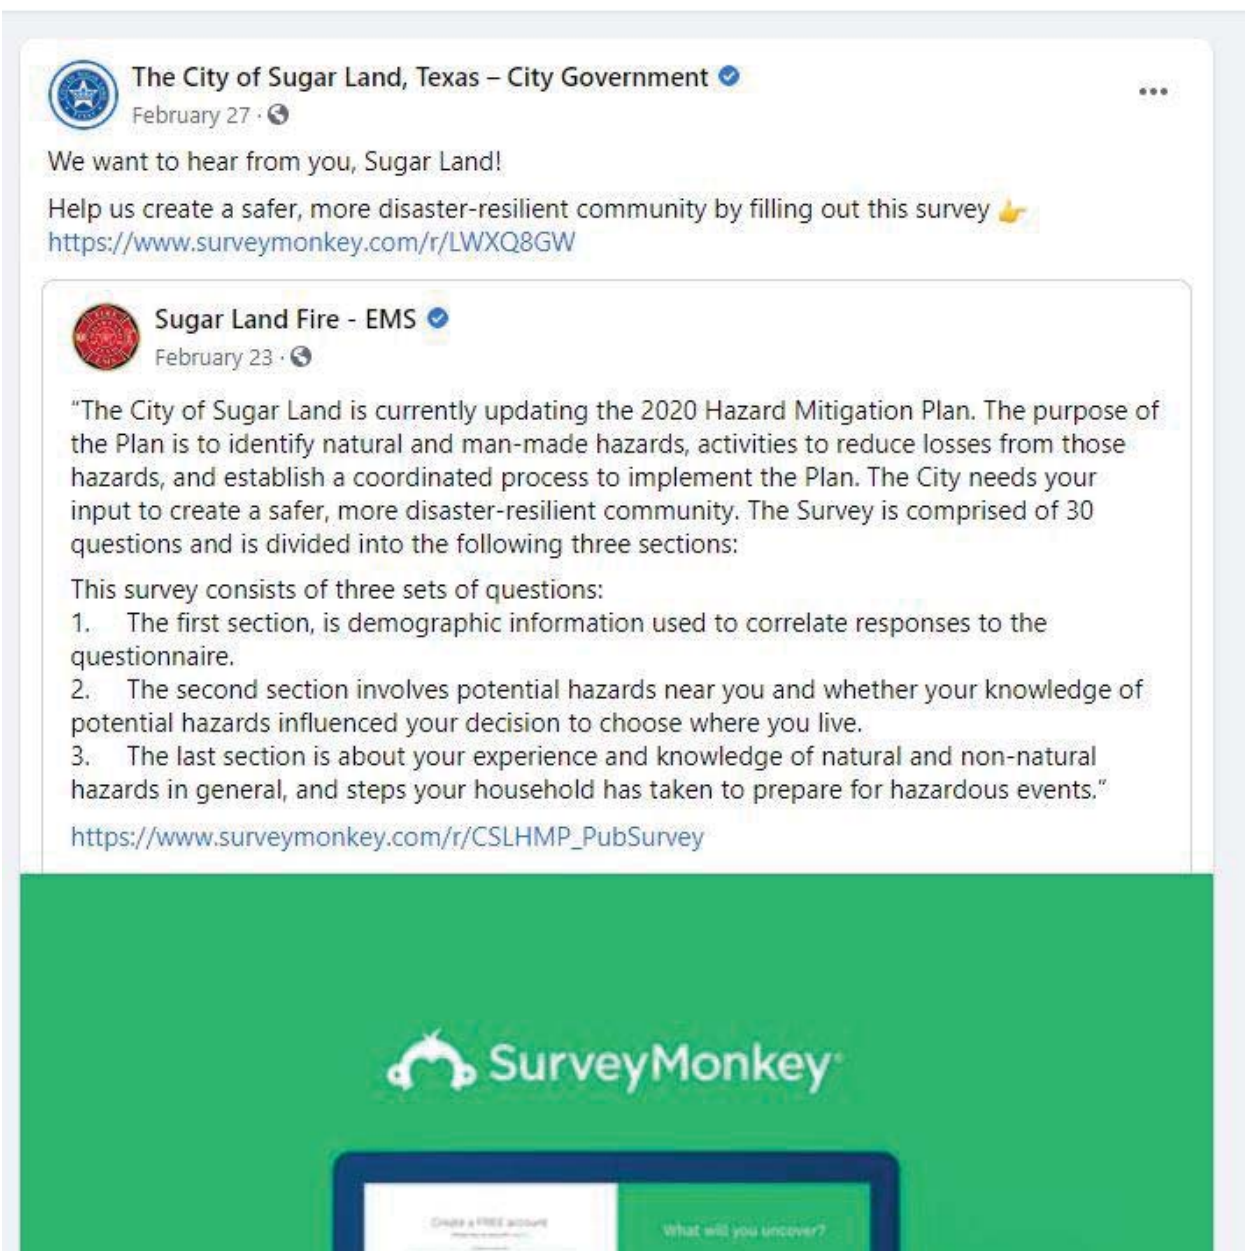 The City of Sugar Land, Texas – City Government
February 27 ·
We want to hear from you, Sugar Land!
Help us create a safer, more disaster-resilient community by filling out this survey 👉
https://www.surveymonkey.com/r/LWXQ8GW
Sugar Land Fire - EMS
February 23 ·
“The City of Sugar Land is currently updating the 2020 Hazard Mitigation Plan. The purpose of
the Plan is to identify natural and man-made hazards, activities to reduce losses from those
hazards, and establish a coordinated process to implement the Plan. The City needs your
input to create a safer, more disaster-resilient community. The Survey is comprised of 30
questions and is divided into the following three sections:
This survey consists of three sets of questions:
1. The first section, is demographic information used to correlate responses to the
questionnaire.
2. The second section involves potential hazards near you and whether your knowledge of
potential hazards influenced your decision to choose where you live.
3. The last section is about your experience and knowledge of natural and non-natural
hazards in general, and steps your household has taken to prepare for hazardous events.”
https://www.surveymonkey.com/r/CSLHMP_PubSurvey
SurveyMonkey
Create a FREE account
What will you uncover?